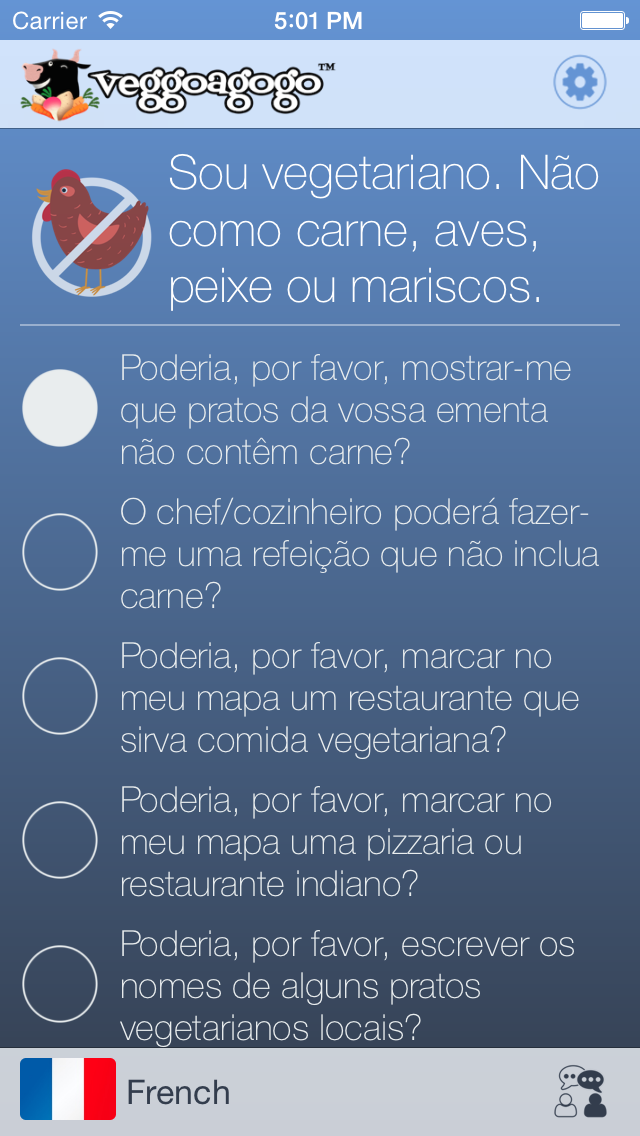 Carrier
5:01 PM
veggoagogo™
Sou vegetariano. Não
como carne, aves,
peixe ou mariscos.
Poderia, por favor, mostrar-me
que pratos da vossa ementa
não contêm carne?
O chef/cozinheiro poderá fazer-
me uma refeição que não inclua
carne?
Poderia, por favor, marcar no
meu mapa um restaurante que
sirva comida vegetariana?
Poderia, por favor, marcar no
meu mapa uma pizzaria ou
restaurante indiano?
Poderia, por favor, escrever os
nomes de alguns pratos
vegetarianos locais?
French